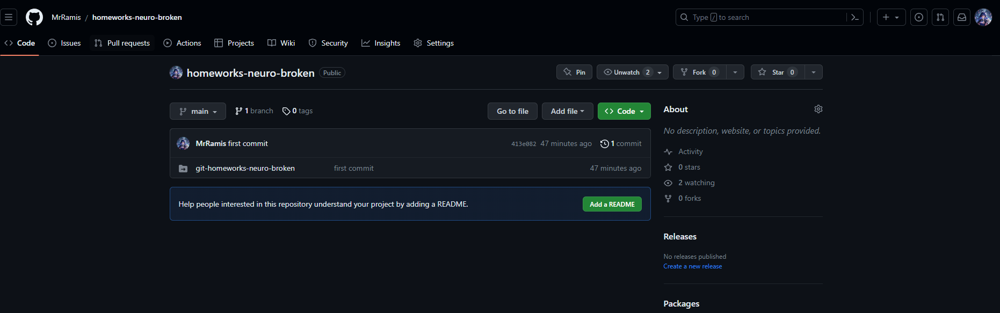 MrRamis / homeworks-neuro-broken
Type / to search
Code Issues Pull requests Actions Projects Wiki Security Insights Settings
homeworks-neuro-broken Public
Pin Unwatch 2 Fork 0 Star 0
main 1 branch 0 tags Go to file Add file Code
MrRamis first commit 413e082 47 minutes ago 1 commit
git-homeworks-neuro-broken first commit 47 minutes ago
Help people interested in this repository understand your project by adding a README. Add a README
About
No description, website, or topics provided.
Activity
0 stars
2 watching
0 forks
Releases
No releases published
Create a new release
Packages